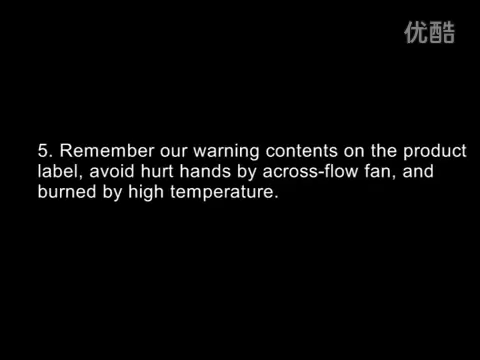 优酷
5. Remember our warning contents on the product
label, avoid hurt hands by across-flow fan, and
burned by high temperature.